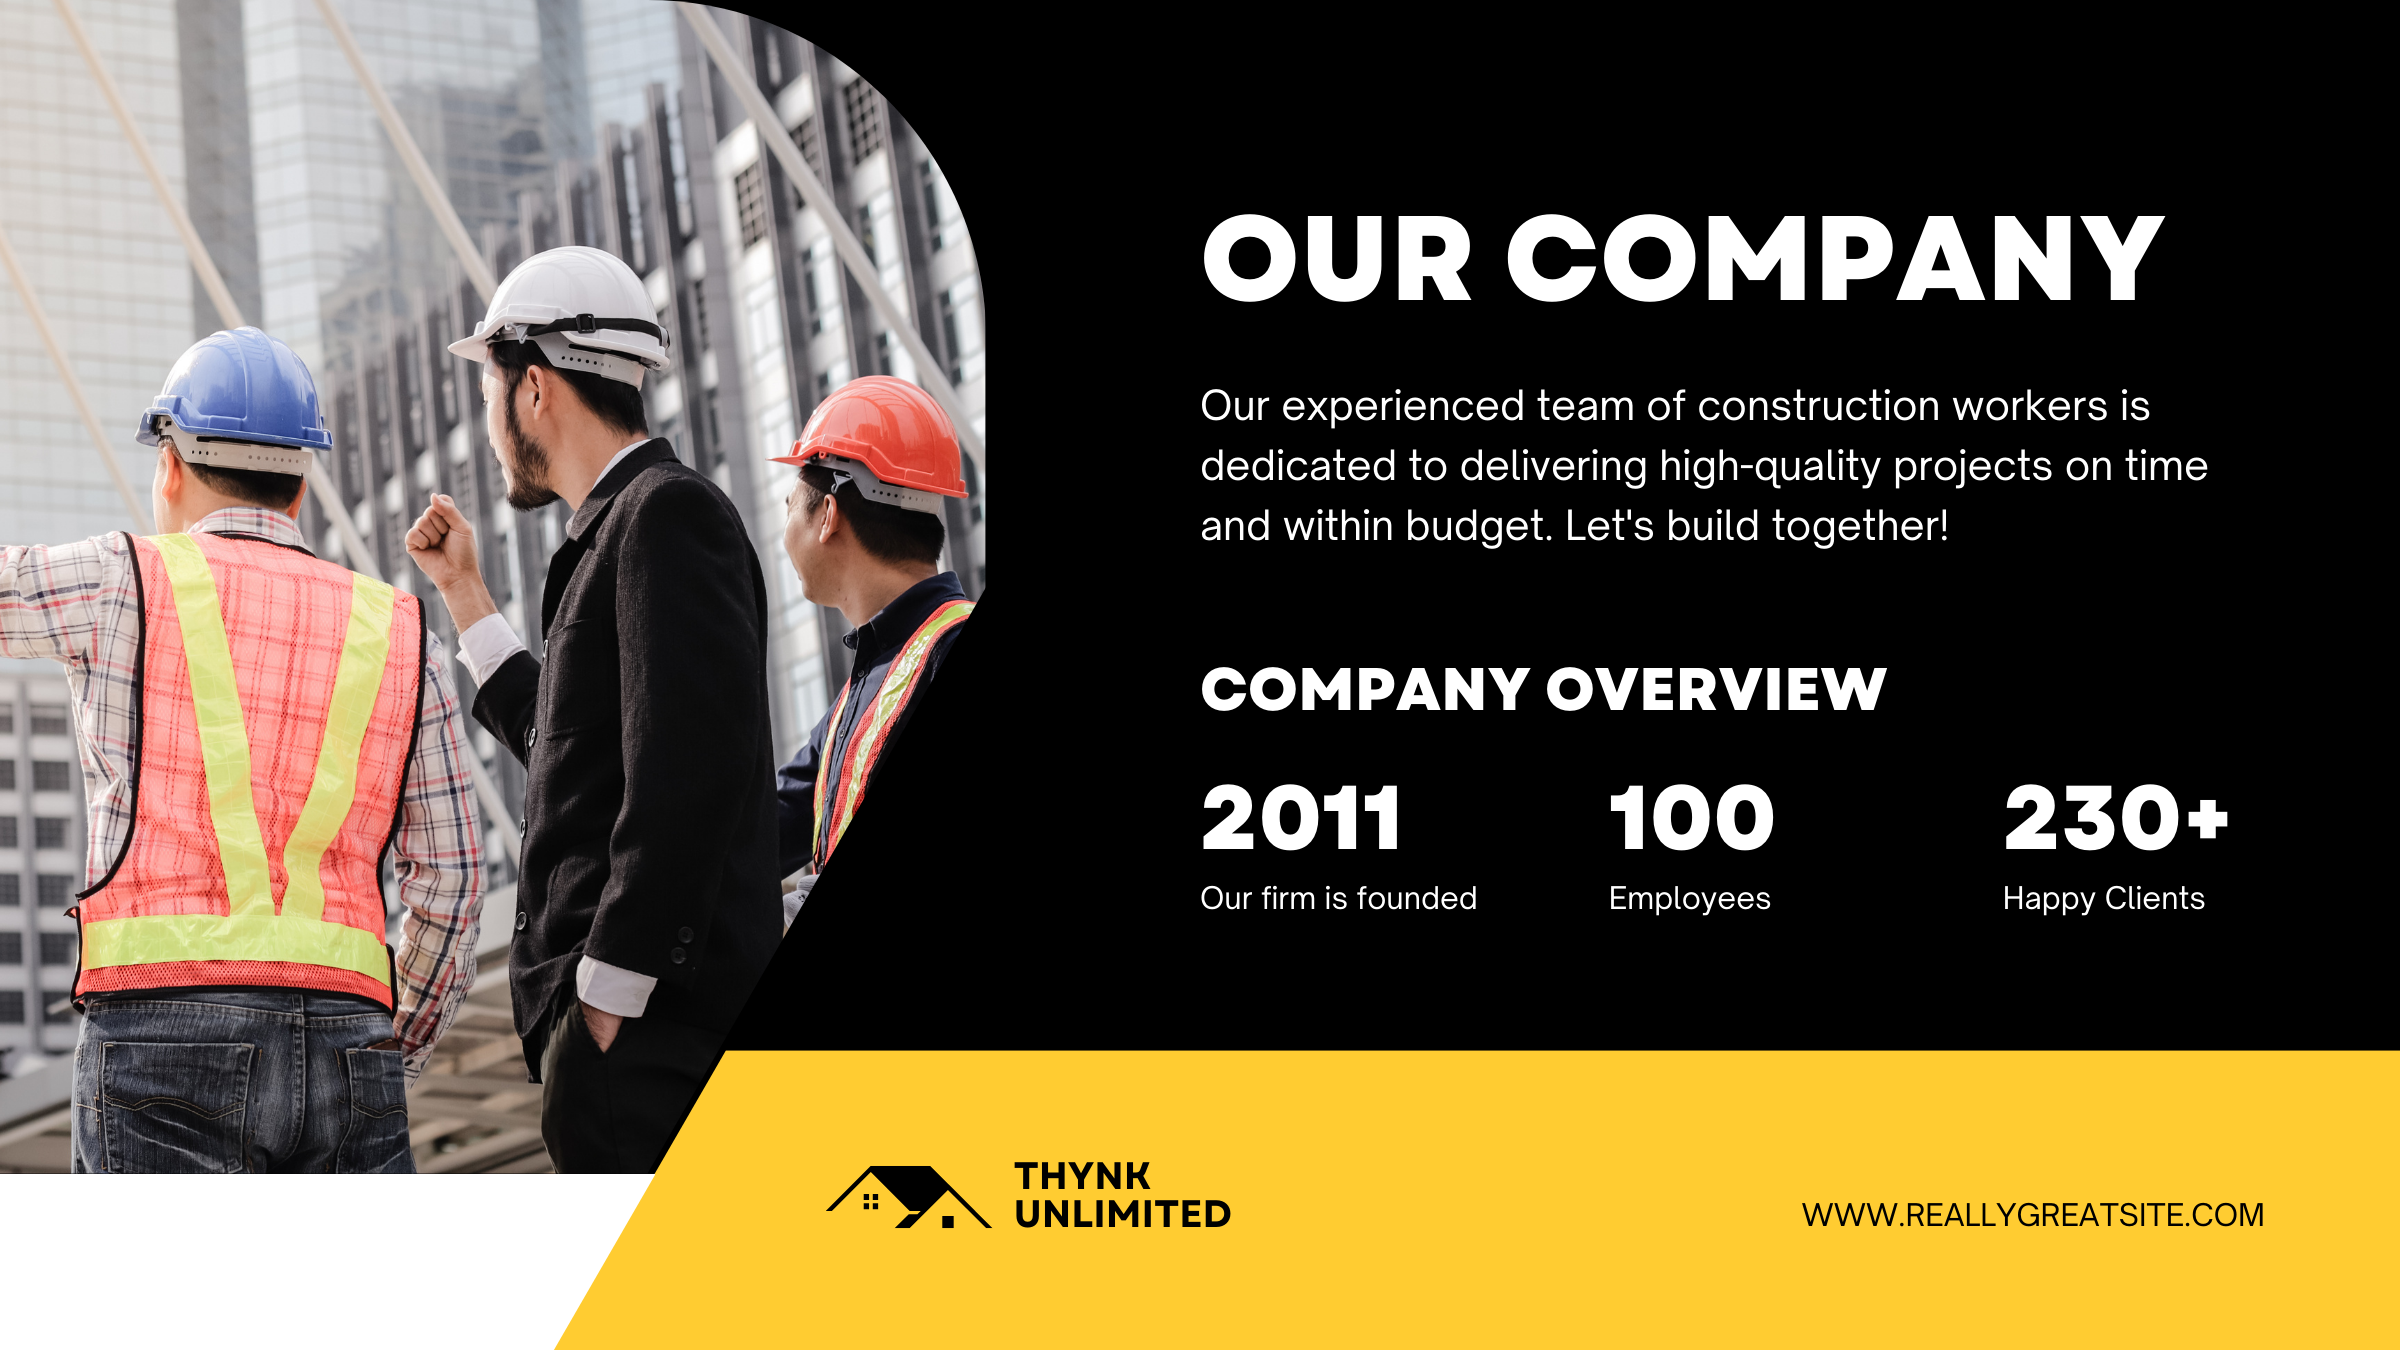 OUR COMPANY
Our experienced team of construction workers is
dedicated to delivering high-quality projects on time
and within budget. Let's build together!
COMPANY OVERVIEW
2011
Our firm is founded
100
Employees
230+
Happy Clients
THYNK
UNLIMITED
WWW.REALLYGREATSITE.COM